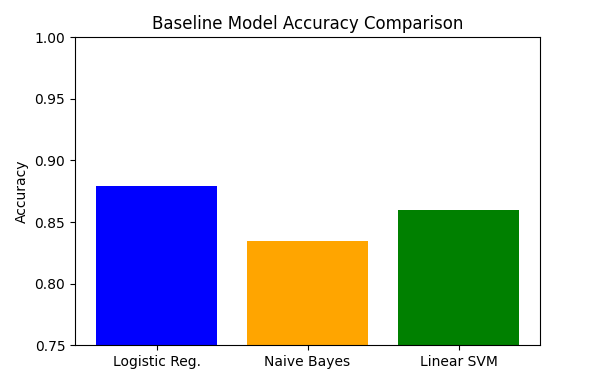 Baseline Model Accuracy Comparison
1.00
0.95
0.90
0.85
0.80
0.75
Accuracy
Logistic Reg.
Naive Bayes
Linear SVM